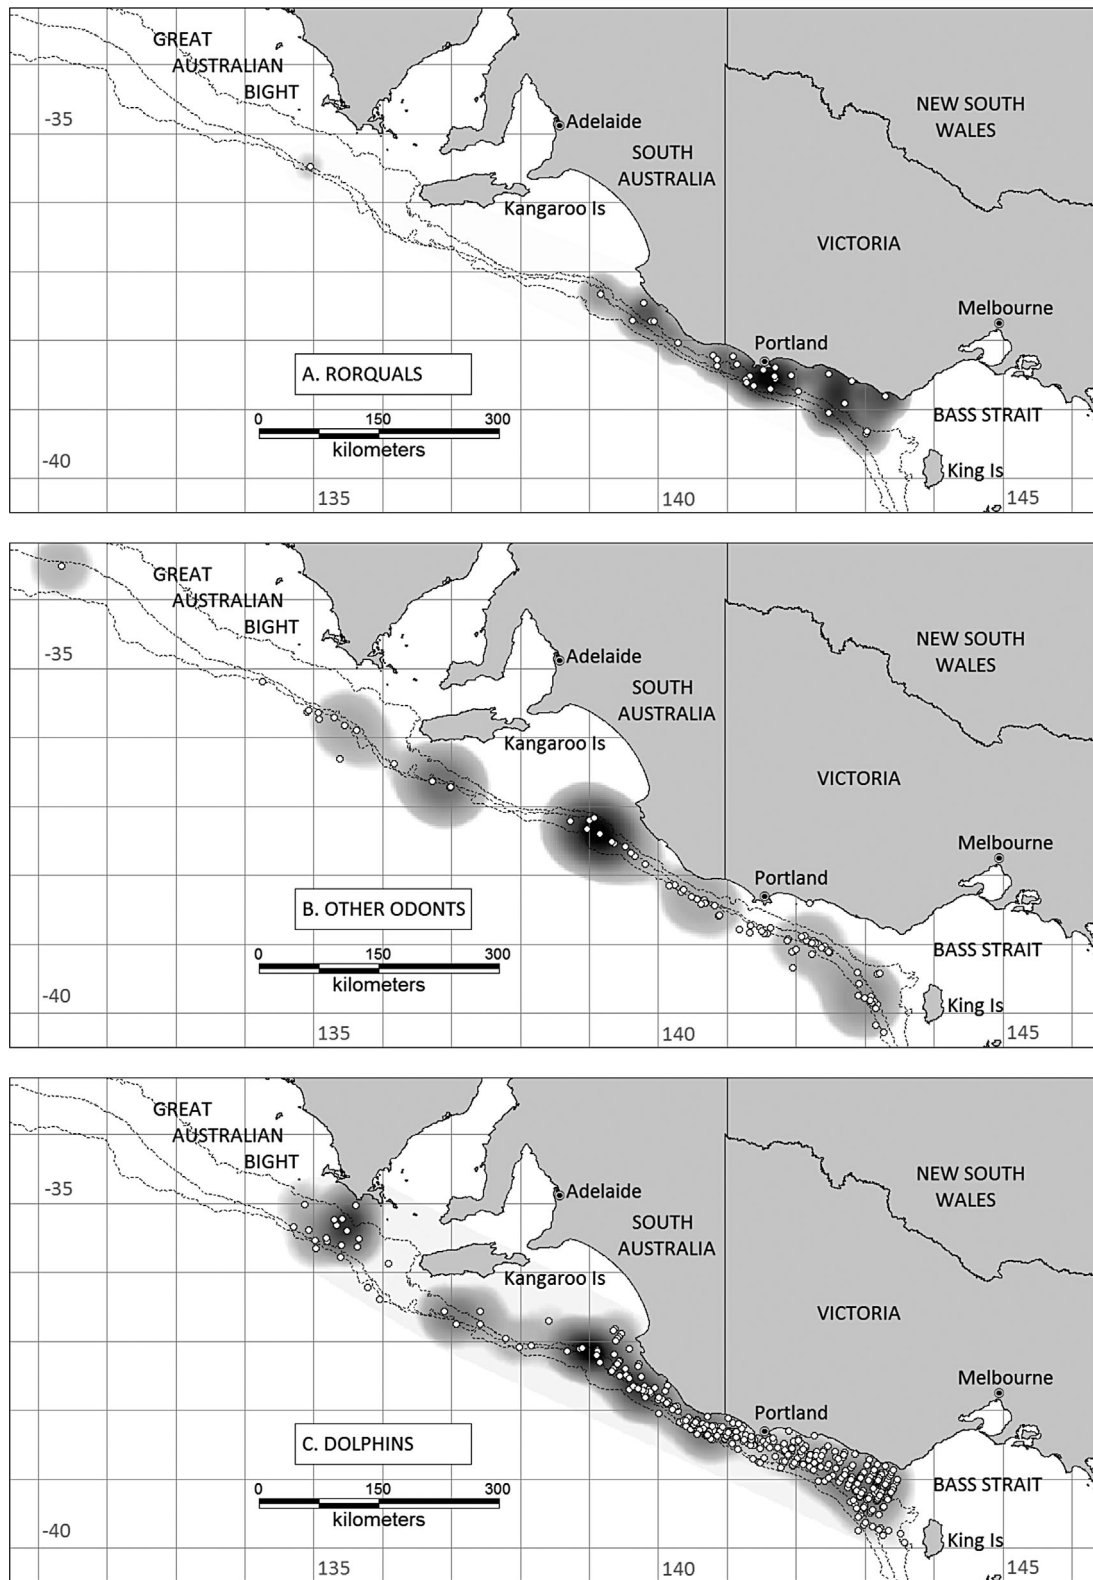 GREAT
AUSTRALIAN
BIGHT
-35
Adelaide
SOUTH
AUSTRALIA
NEW SOUTH
WALES
Kangaroo Is
VICTORIA
Melbourne
Portland
A. RORQUALS
0 150 300
kilometers
BASS STRAIT
-40
King Is
135
140
145
GREAT
AUSTRALIAN
BIGHT
-35
Adelaide
SOUTH
AUSTRALIA
NEW SOUTH
WALES
Kangaroo Is
VICTORIA
Melbourne
Portland
B. OTHER ODONTS
0 150 300
kilometers
BASS STRAIT
-40
King Is
135
140
145
GREAT
AUSTRALIAN
BIGHT
-35
Adelaide
SOUTH
AUSTRALIA
NEW SOUTH
WALES
Kangaroo Is
VICTORIA
Melbourne
Portland
C. DOLPHINS
0 150 300
kilometers
BASS STRAIT
-40
King Is
135
140
145